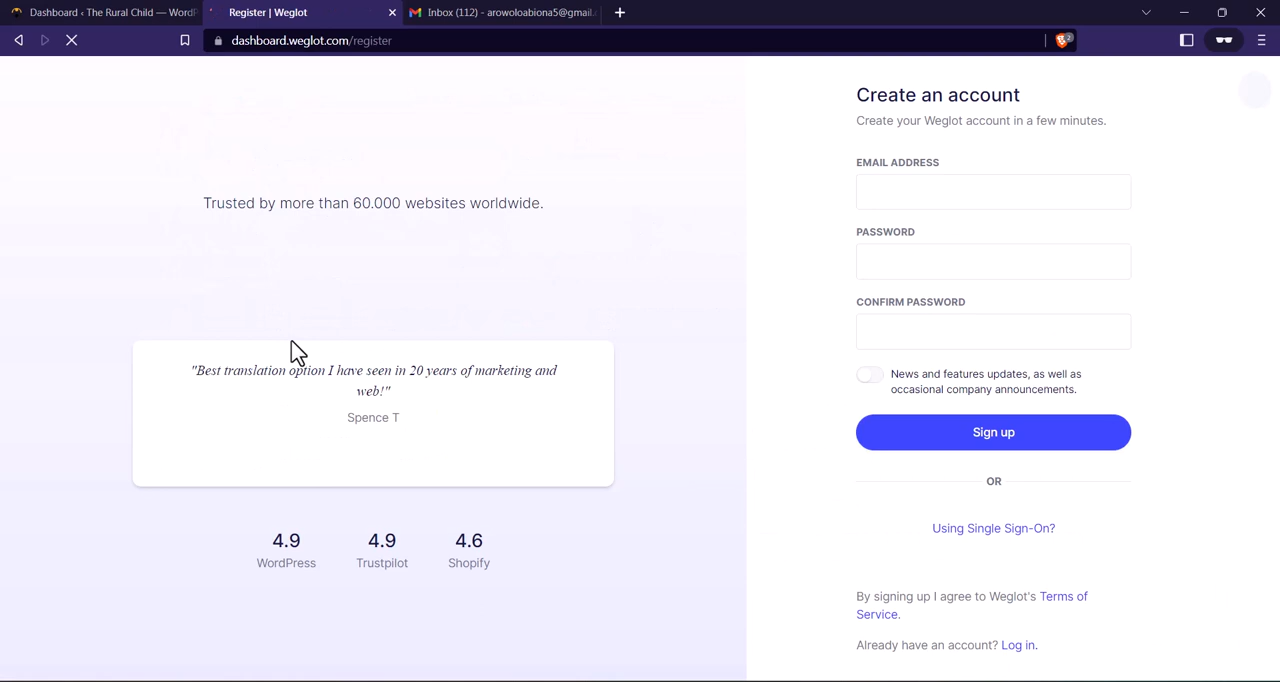 Dashboard ‹ The Rural Child — WordP
Register | Weglot
Inbox (112) - arowoloabiona5@gmail.
dashboard.weglot.com/register
2
Create an account
Create your Weglot account in a few minutes.
EMAIL ADDRESS
PASSWORD
CONFIRM PASSWORD
News and features updates, as well as
occasional company announcements.
Sign up
OR
Using Single Sign-On?
By signing up I agree to Weglot's Terms of
Service.
Already have an account? Log in.
Trusted by more than 60.000 websites worldwide.
"Best translation option I have seen in 20 years of marketing and
web!"
Spence T
4.9 4.9 4.6
WordPress Trustpilot Shopify